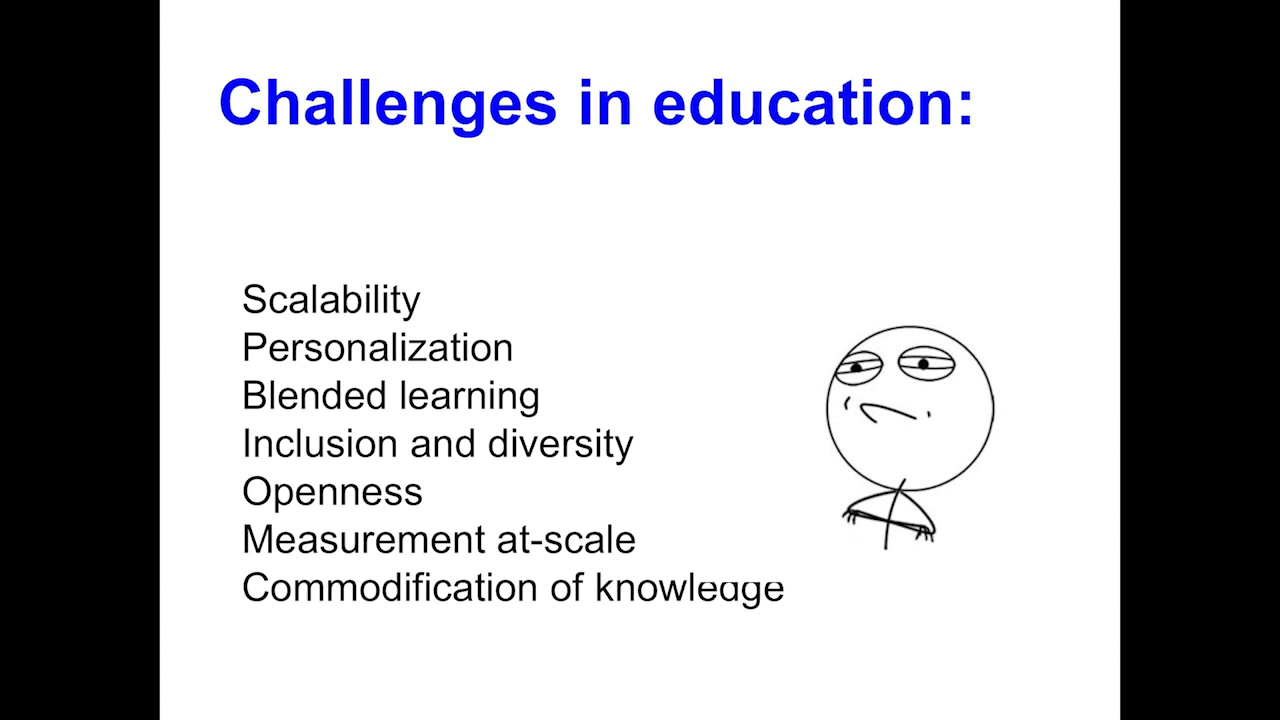 Challenges in education:
Scalability
Personalization
Blended learning
Inclusion and diversity
Openness
Measurement at-scale
Commodification of knowledge